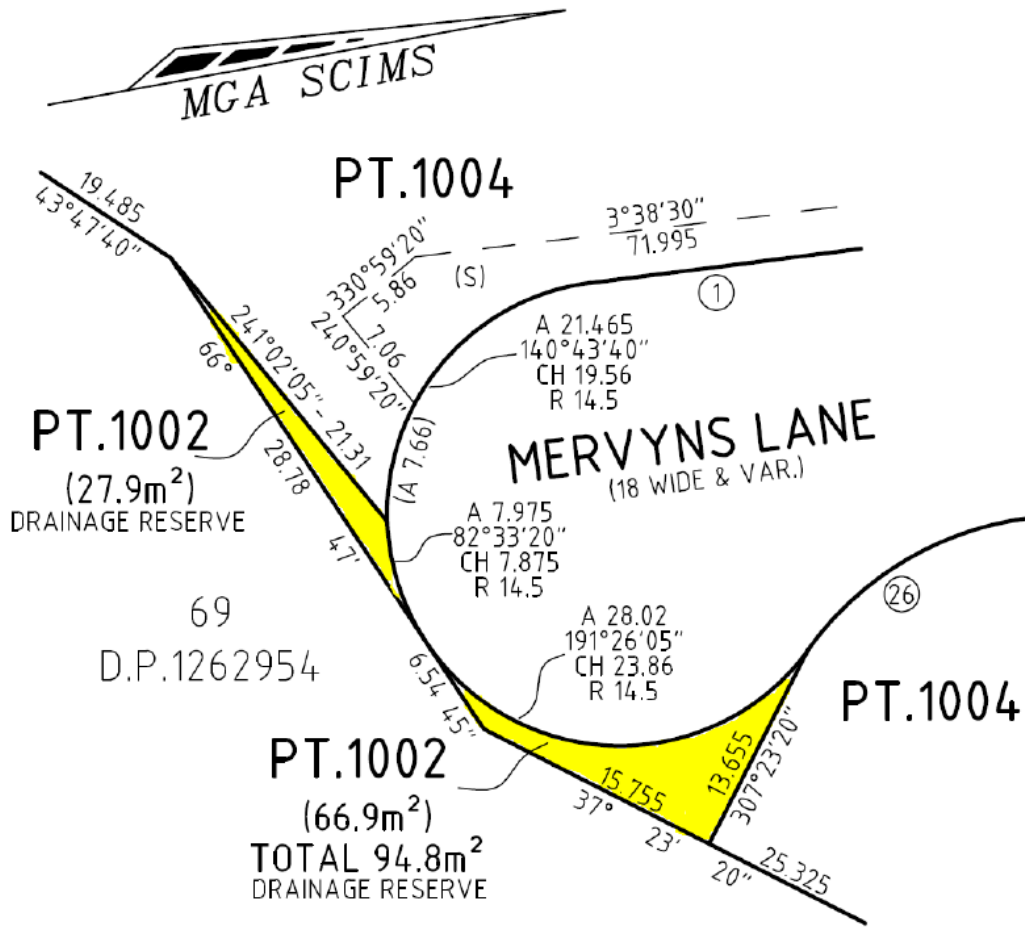 MGA SCIMS
PT.1004
19.485
43°47'40"
3°38'30"
71.995
330°59'20"
5.86
(S)
7.06
240°59'20"
1
A 21.465
140°43'40"
CH 19.56
R 14.5
241°02'05"-21.31
66°
28.78
47'
PT.1002
(27.9m²)
DRAINAGE RESERVE
(A 7.66)
MERVYNS LANE
(18 WIDE & VAR.)
A 7.975
82°33'20"
CH 7.875
R 14.5
26
69
D.P.1262954
A 28.02
191°26'05"
CH 23.86
R 14.5
6.54
45"
PT.1004
PT.1002
(66.9m²)
TOTAL 94.8m²
DRAINAGE RESERVE
15.755
37°
23'
20"
13.655
307°23'20"
25.325